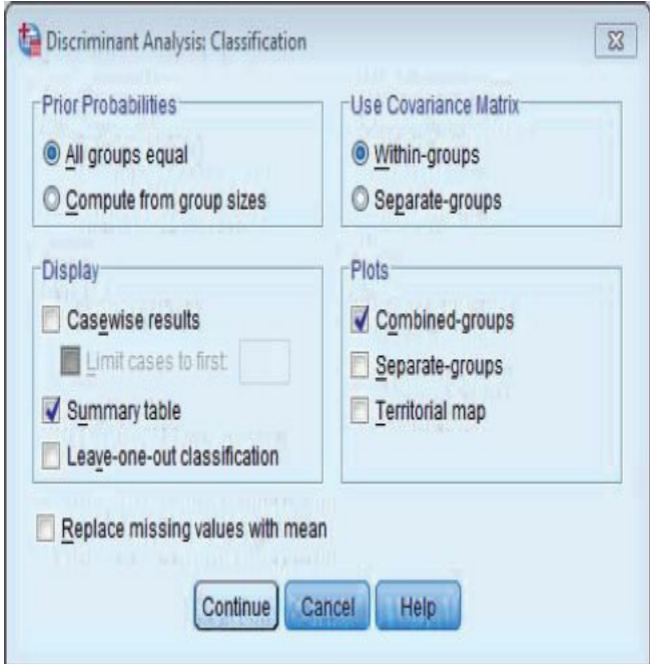 Discriminant Analysis: Classification
Prior Probabilities
All groups equal
Compute from group sizes
Use Covariance Matrix
Within-groups
Separate-groups
Display
Casewise results
Limit cases to first:
Summary table
Leave-one-out classification
Plots
Combined-groups
Separate-groups
Territorial map
Replace missing values with mean
Continue
Cancel
Help